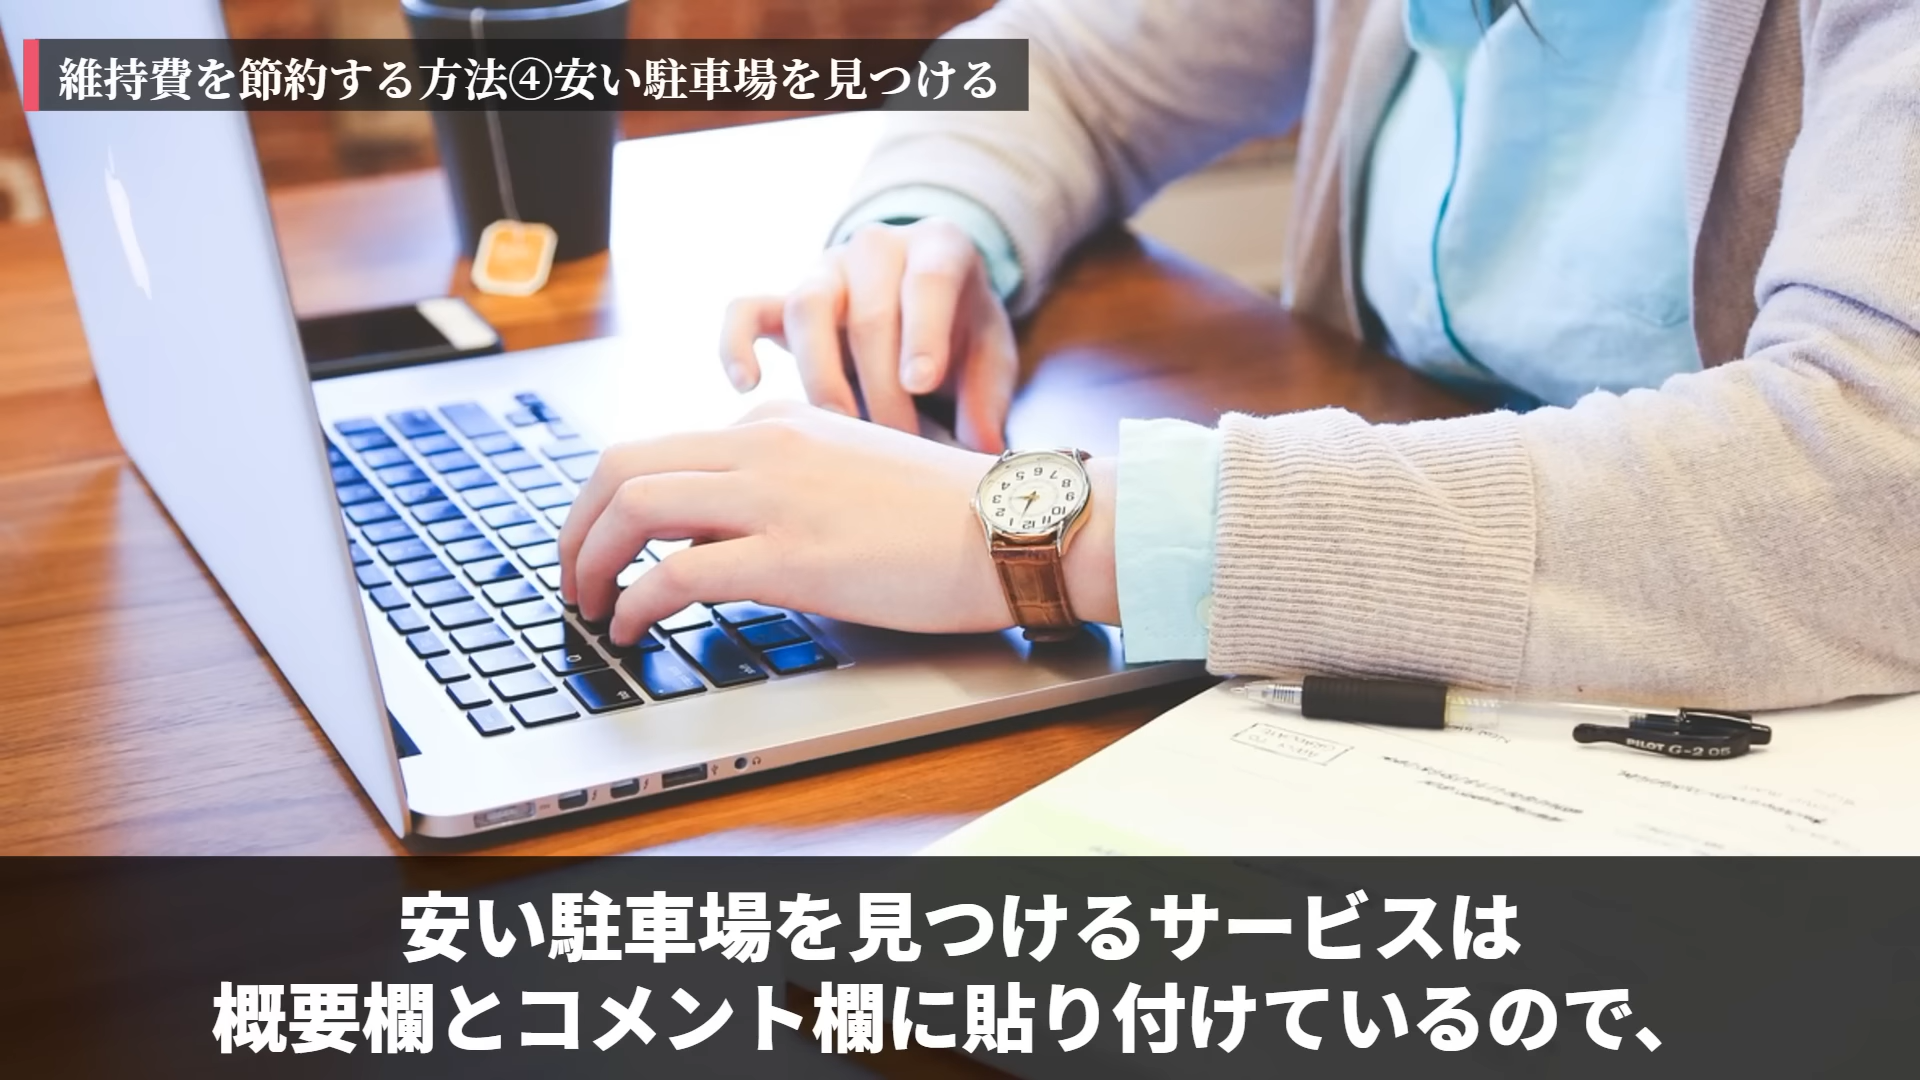 維持費を節約する方法④安い駐車場を見つける
PILOT G-2 05
安い駐車場を見つけるサービスは
概要欄とコメント欄に貼り付けているので、